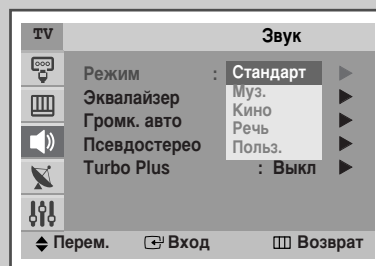 TV Звук
Режим : Стандарт
Муз.
Эквалайзер
Кино
Громк. авто
Речь
Псевдостерео
Польз.
Turbo Plus : Выкл
Перем. Вход Возврат